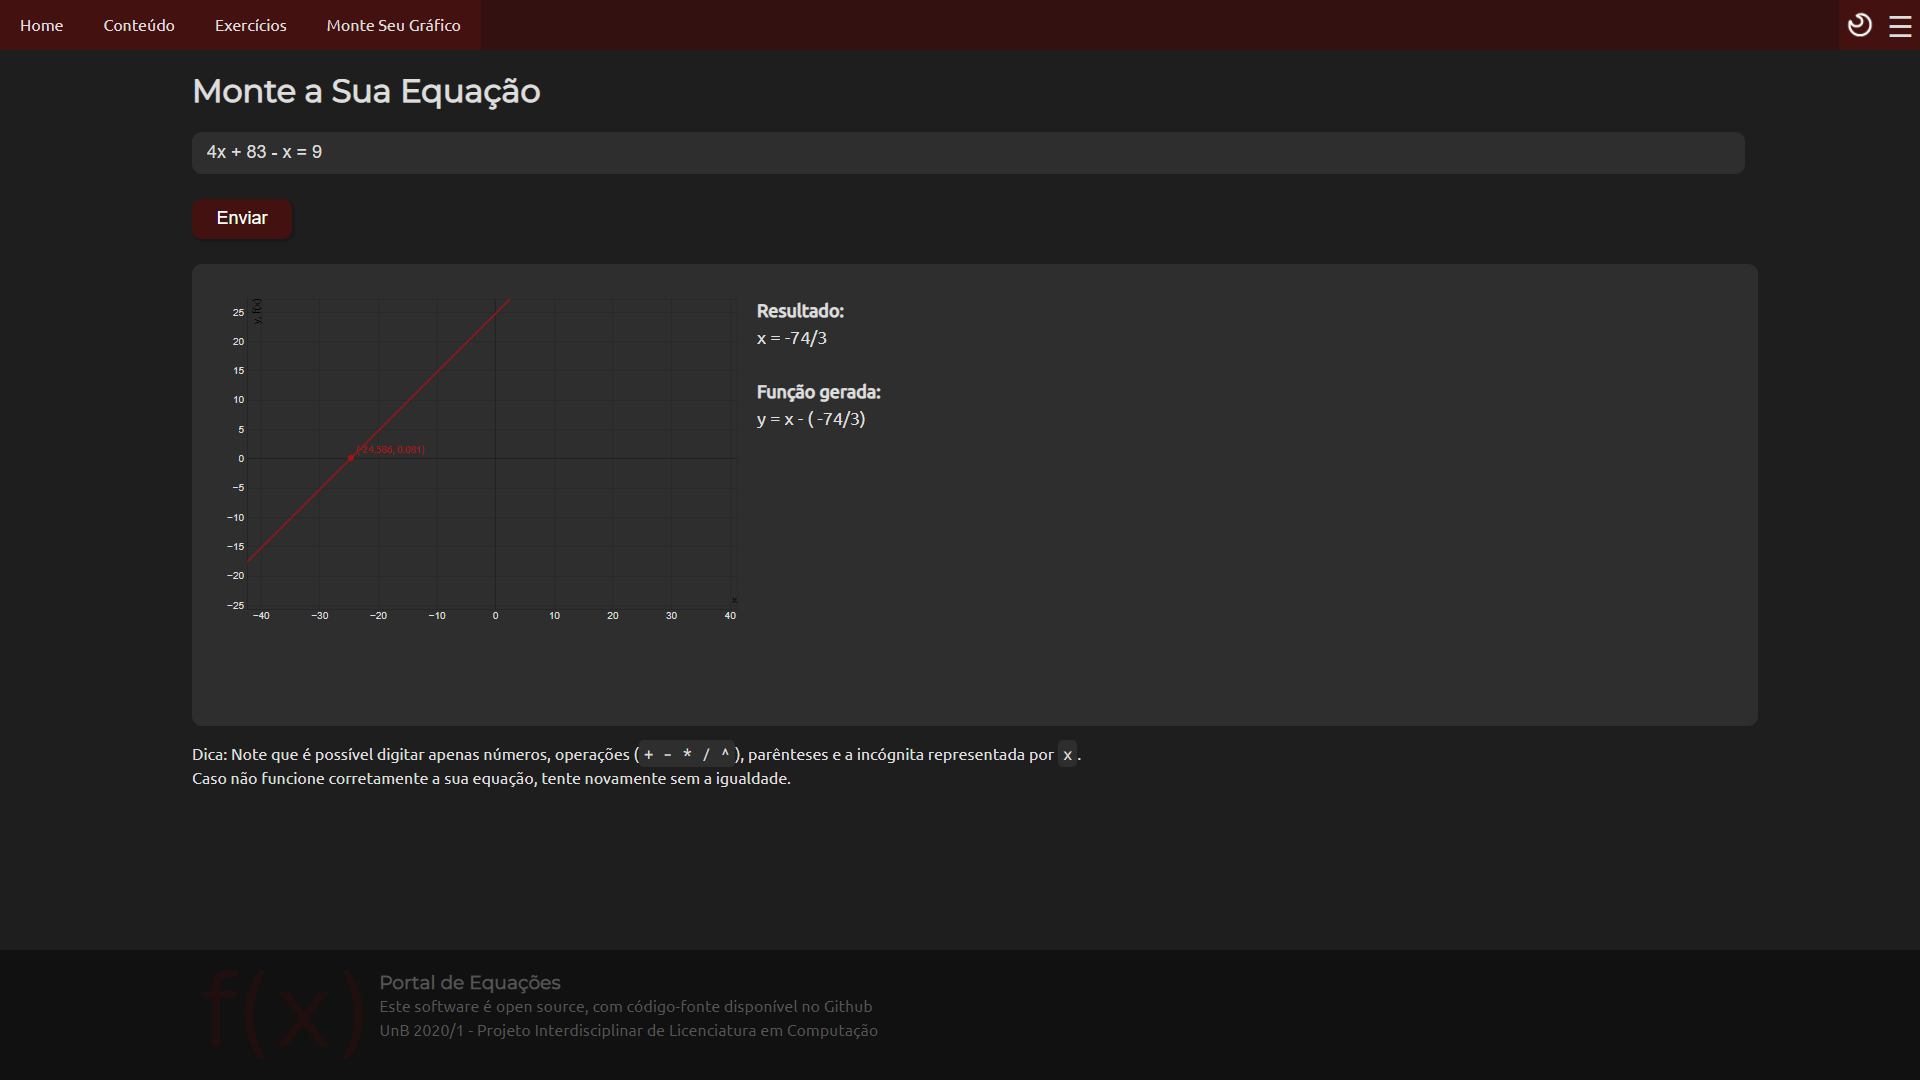 Home Conteúdo Exercícios Monte Seu Gráfico
Monte a Sua Equação
4x + 83 - x = 9
Enviar
y, f(x)
25
20
15
10
5
0
−5
−10
−15
−20
−25
−40 −30 −20 −10 0 10 20 30 40
x
Resultado:
x = -74/3
Função gerada:
y = x - ( -74/3)
Dica: Note que é possível digitar apenas números, operações ( + - * / ^ ), parênteses e a incógnita representada por x .
Caso não funcione corretamente a sua equação, tente novamente sem a igualdade.
f(x)
Portal de Equações
Este software é open source, com código-fonte disponível no Github
UnB 2020/1 - Projeto Interdisciplinar de Licenciatura em Computação